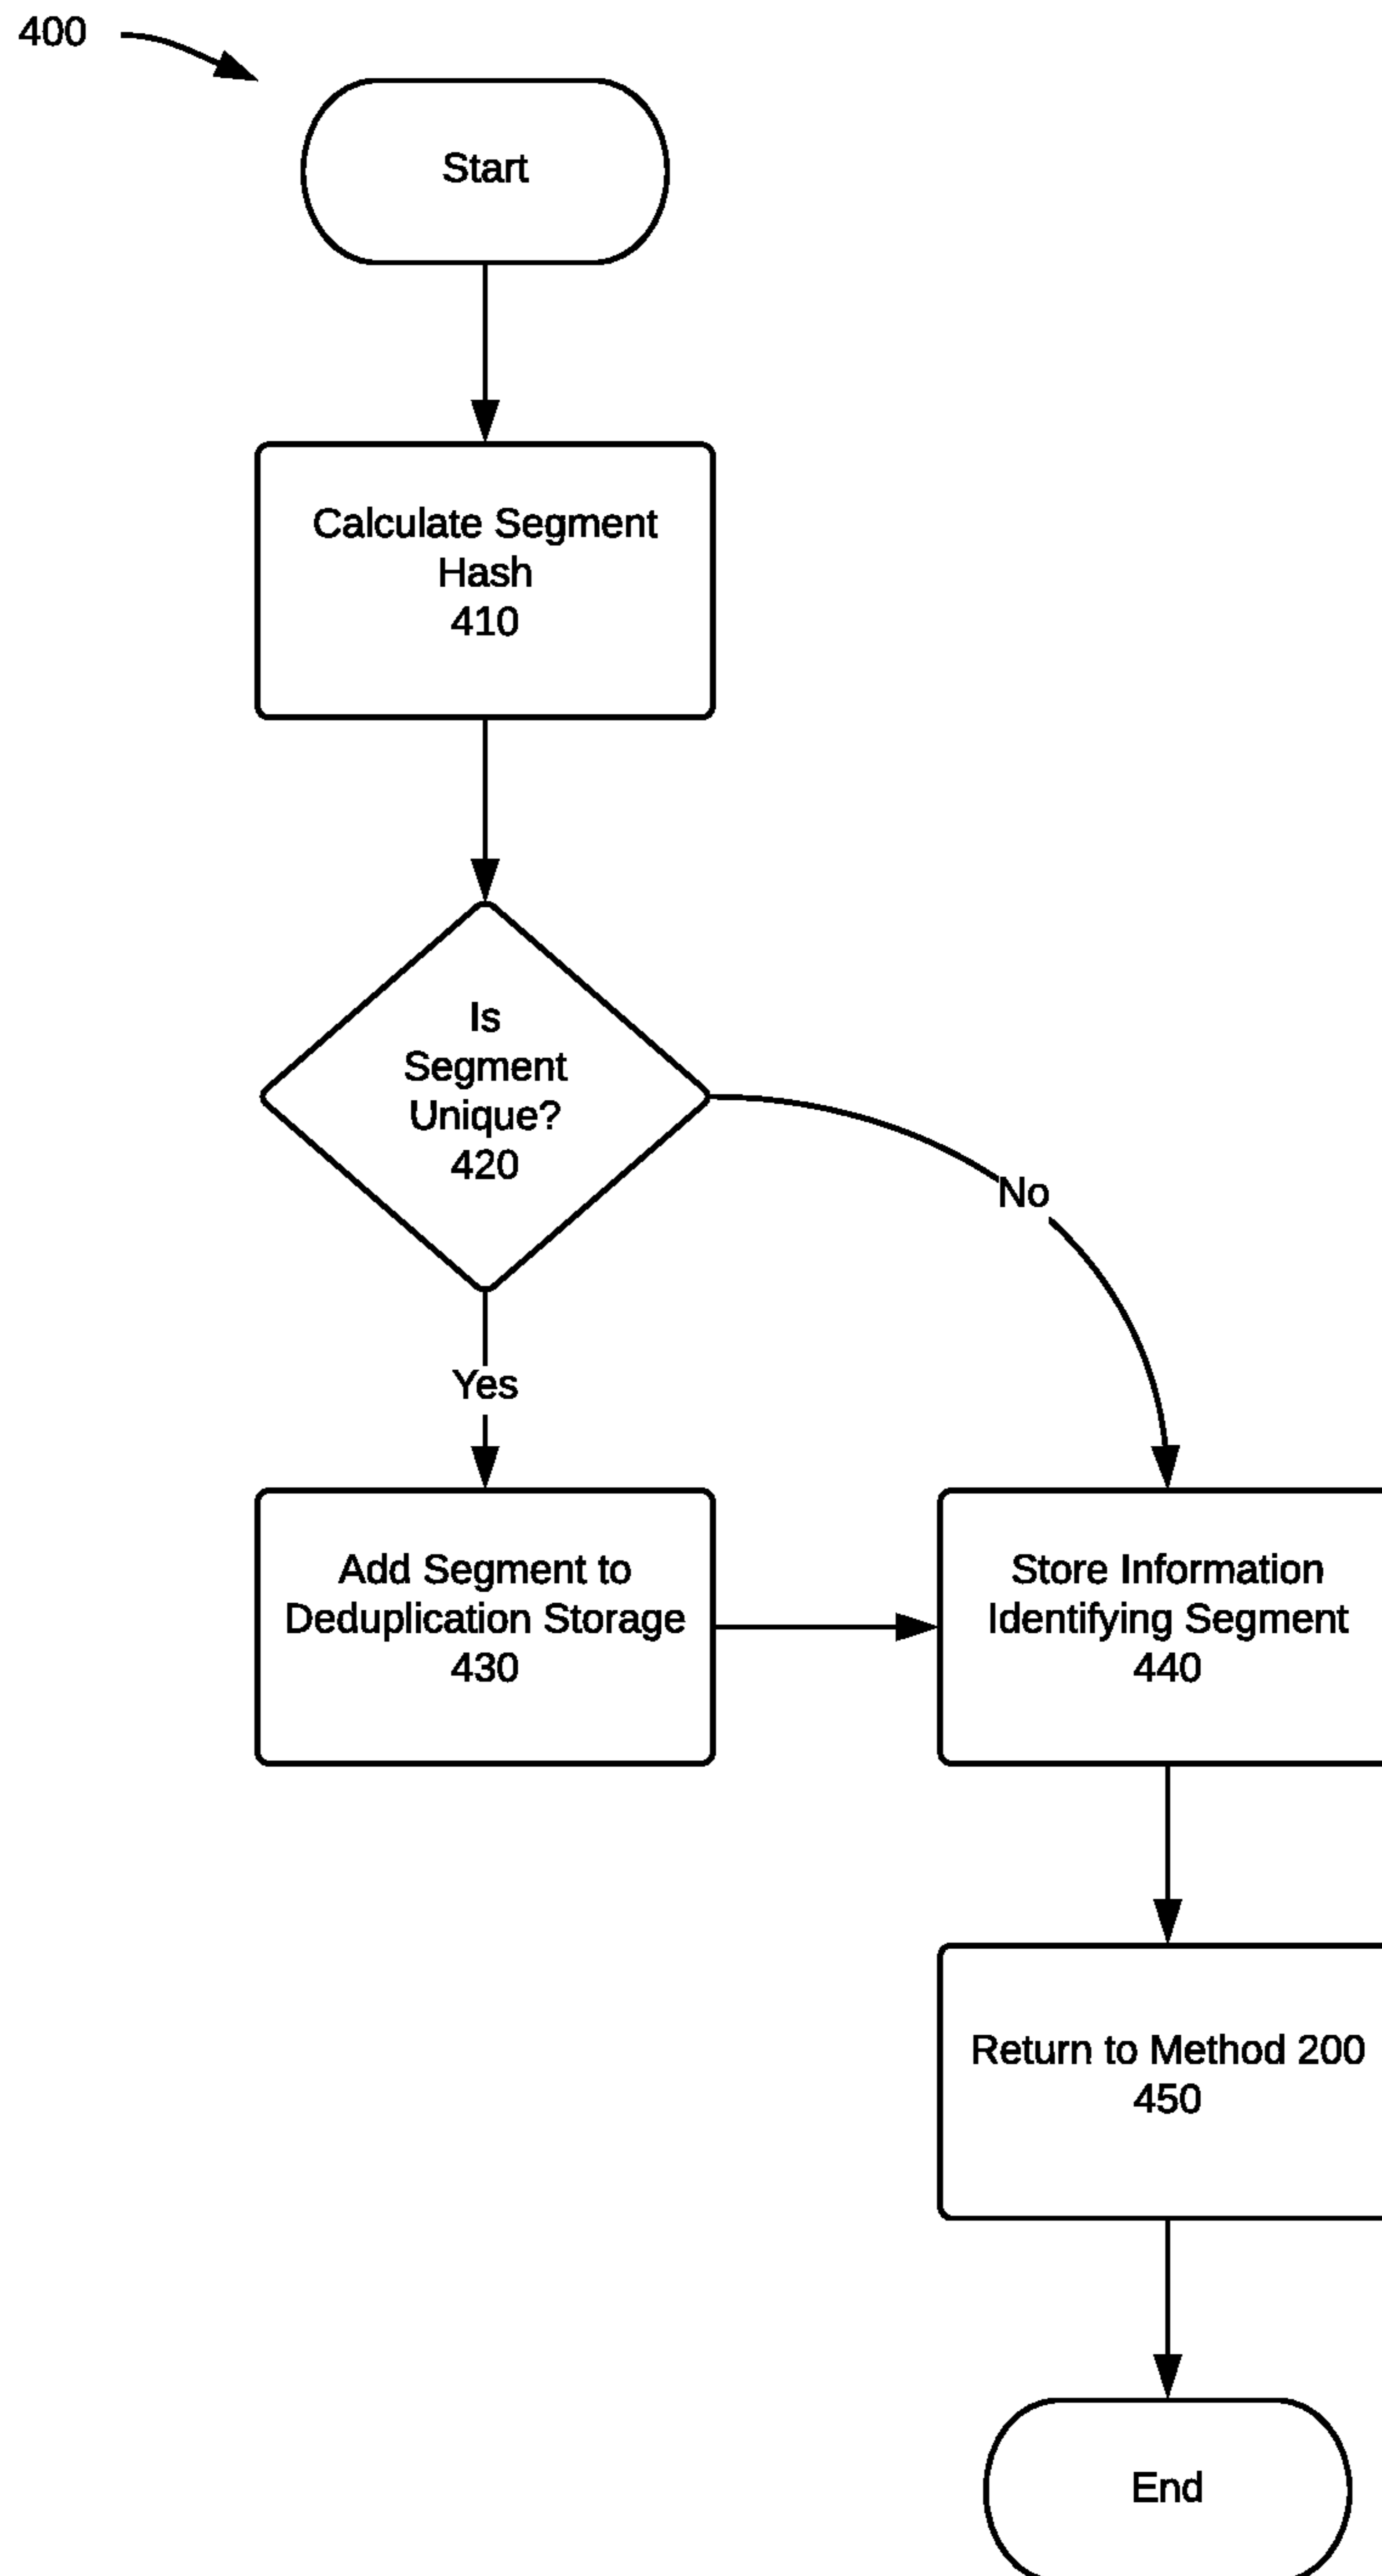 400
Start
Calculate Segment
Hash
410
Is
Segment
Unique?
420
No
Yes
Add Segment to
Deduplication Storage
430
Store Information
Identifying Segment
440
Return to Method 200
450
End